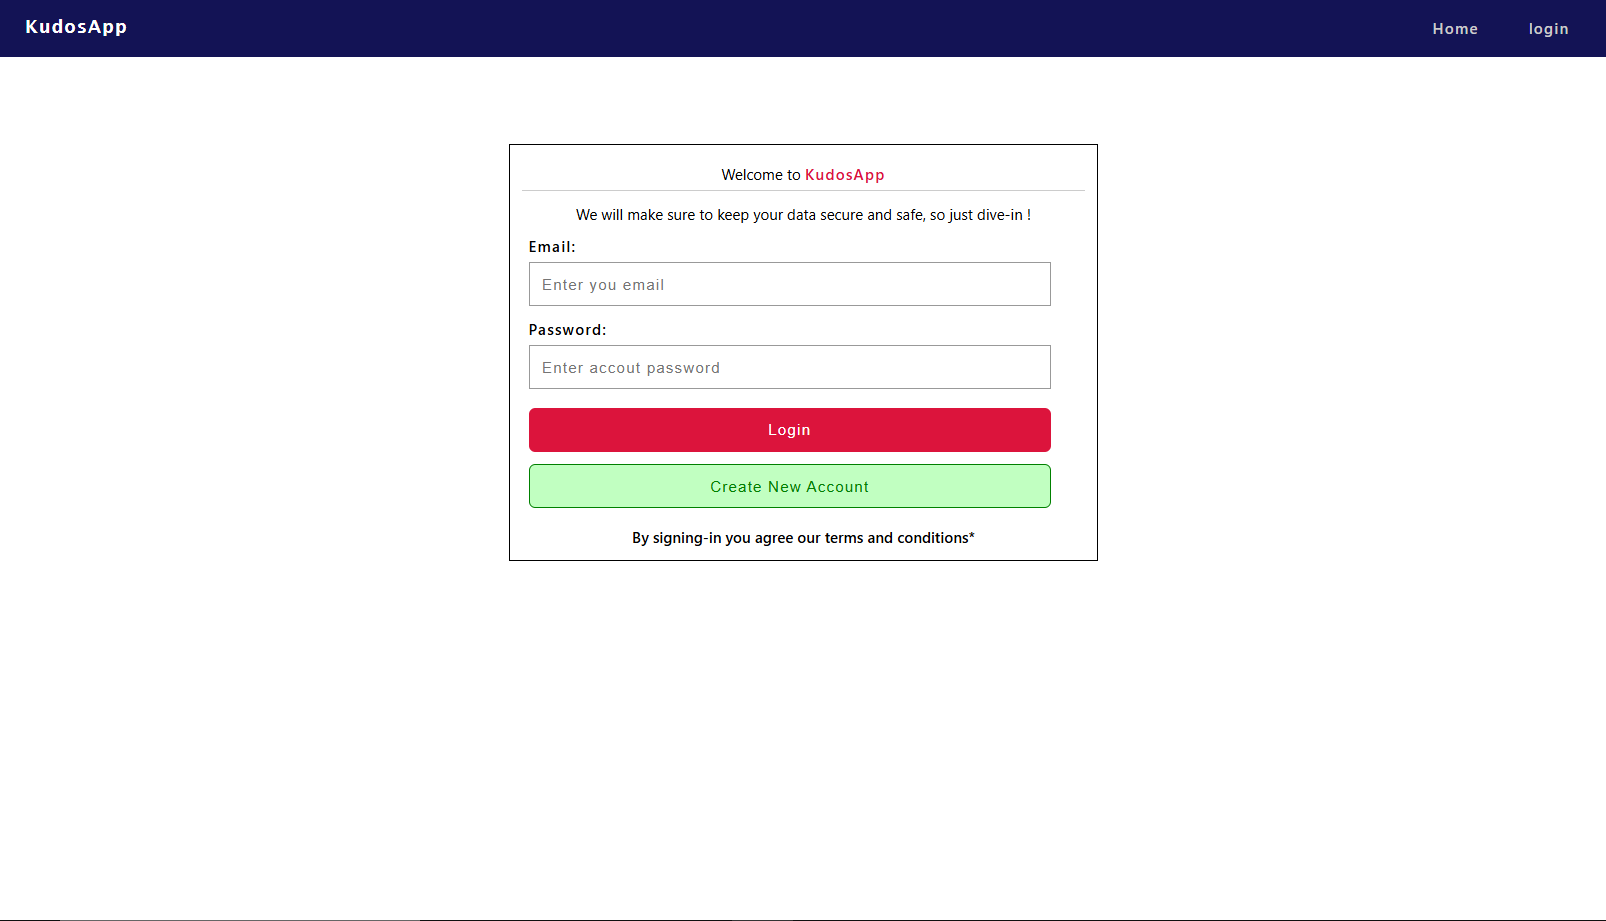 KudosApp
Home
login
Welcome to KudosApp
We will make sure to keep your data secure and safe, so just dive-in !
Email:
Enter you email
Password:
Enter accout password
Login
Create New Account
By signing-in you agree our terms and conditions*